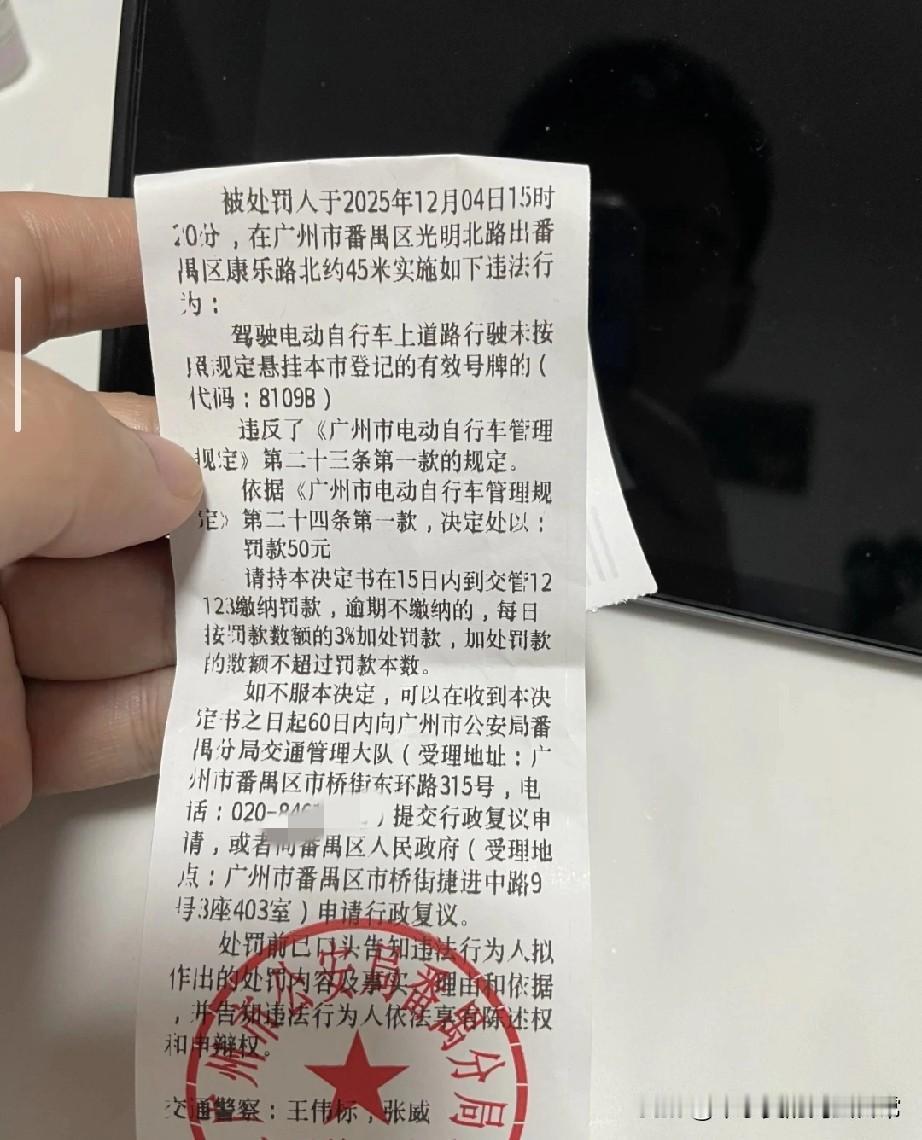 被处罚人于2025年12月04日15时
20分，在广州市番禺区光明北路出番
禺区康乐路北约45米实施如下违法行
为：
驾驶电动自行车上道路行驶未按
照规定悬挂本市登记的有效号牌的（
代码：8109B）
违反了《广州市电动自行车管理
规定》第二十三条第一款的规定。
依据《广州市电动自行车管理规
定》第二十四条第一款，决定处以：
罚款50元
请持本决定书在15日内到交管12
123缴纳罚款，逾期不缴纳的，每日
按罚款数额的3%加处罚款，加处罚款
的数额不超过罚款本数。
如不服本决定，可以在收到本决
定书之日起60日内向广州市公安局番
禺分局交通管理大队（受理地址：广
州市番禺区市桥街东环路315号，电
话：020-846）提交行政复议申
请，或者向番禺区人民政府（受理地
点：广州市番禺区市桥街捷进中路9
号3座403室）申请行政复议。
处罚前已口头告知违法行为人拟
作出的处罚内容及事实、理由和依据
，并告知违法行为人依法享有陈述权
和申辩权。
交通警察：王伟标，张威
广州市公安局番禺分局